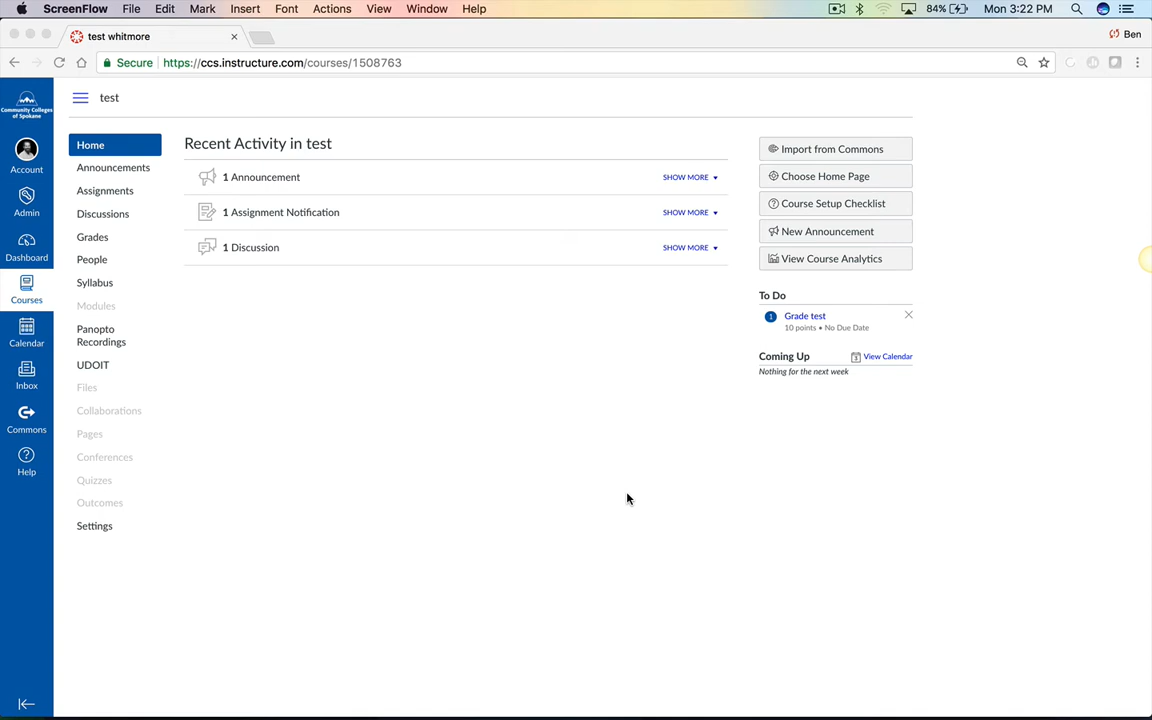 ScreenFlow File Edit Mark Insert Font Actions View Window Help 84% Mon 3:22 PM
test whitmore
Ben
Secure https://ccs.instructure.com/courses/1508763
Community Colleges
of Spokane
Account
Admin
Dashboard
Courses
Calendar
Inbox
Commons
Help
test
Home
Announcements
Assignments
Discussions
Grades
People
Syllabus
Modules
Panopto
Recordings
UDOIT
Files
Collaborations
Pages
Conferences
Quizzes
Outcomes
Settings
Recent Activity in test
1 Announcement SHOW MORE
1 Assignment Notification SHOW MORE
1 Discussion SHOW MORE
Import from Commons
Choose Home Page
Course Setup Checklist
New Announcement
View Course Analytics
To Do
1 Grade test
10 points • No Due Date
Coming Up View Calendar
Nothing for the next week